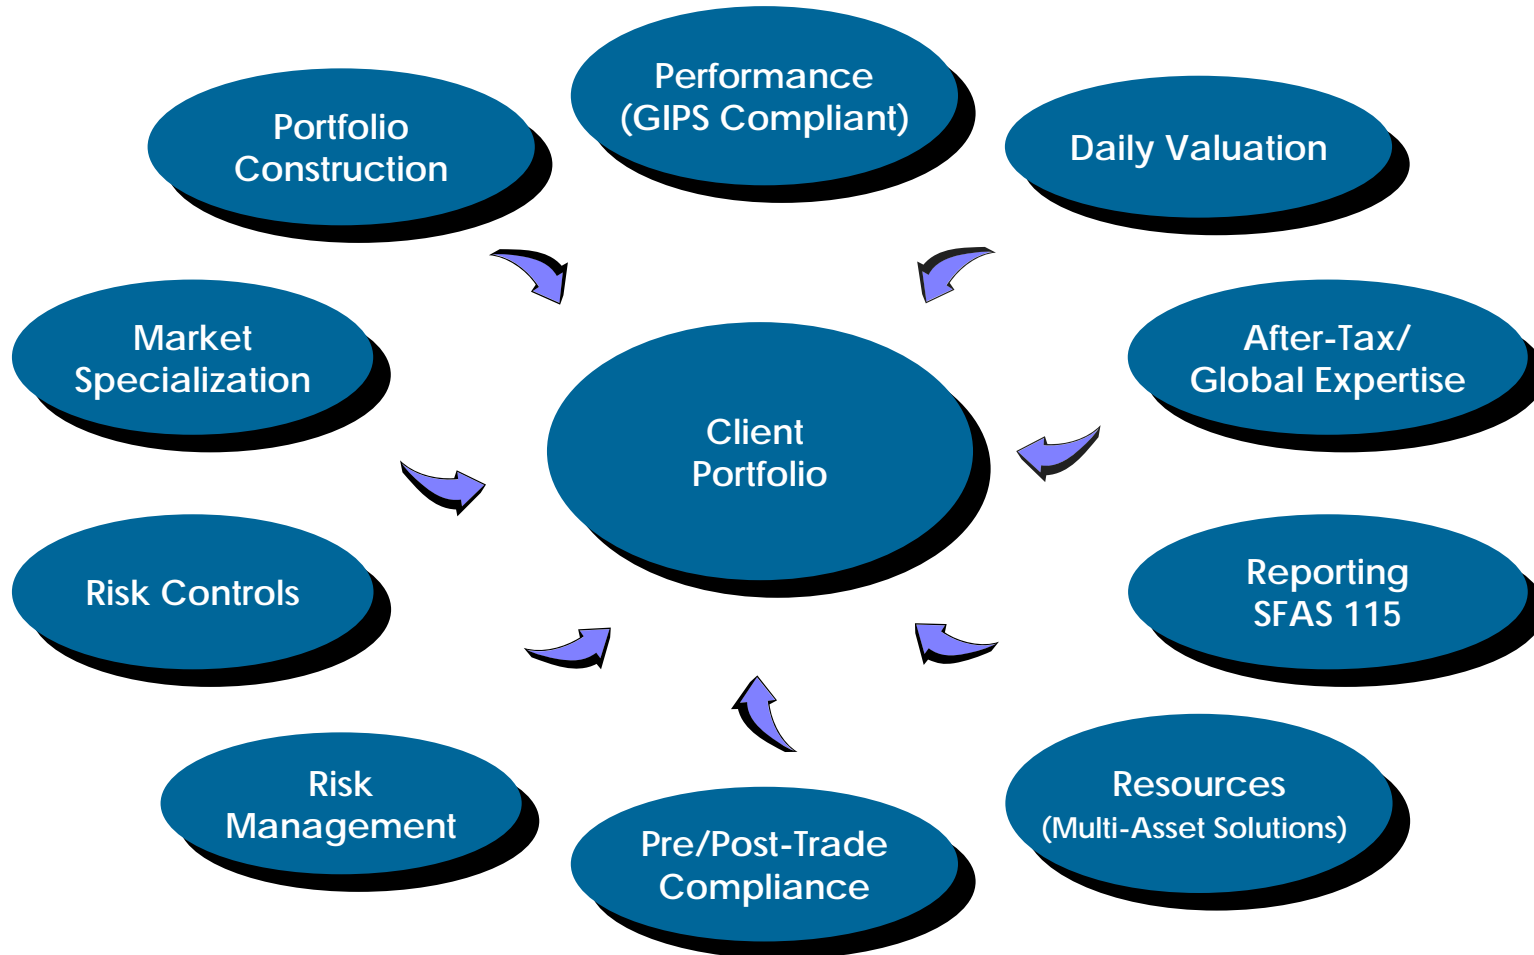 Performance
(GIPS Compliant)
Portfolio
Construction
Daily Valuation
Market
Specialization
After-Tax/
Global Expertise
Client
Portfolio
Risk Controls
Reporting
SFAS 115
Risk
Management
Resources
(Multi-Asset Solutions)
Pre/Post-Trade
Compliance